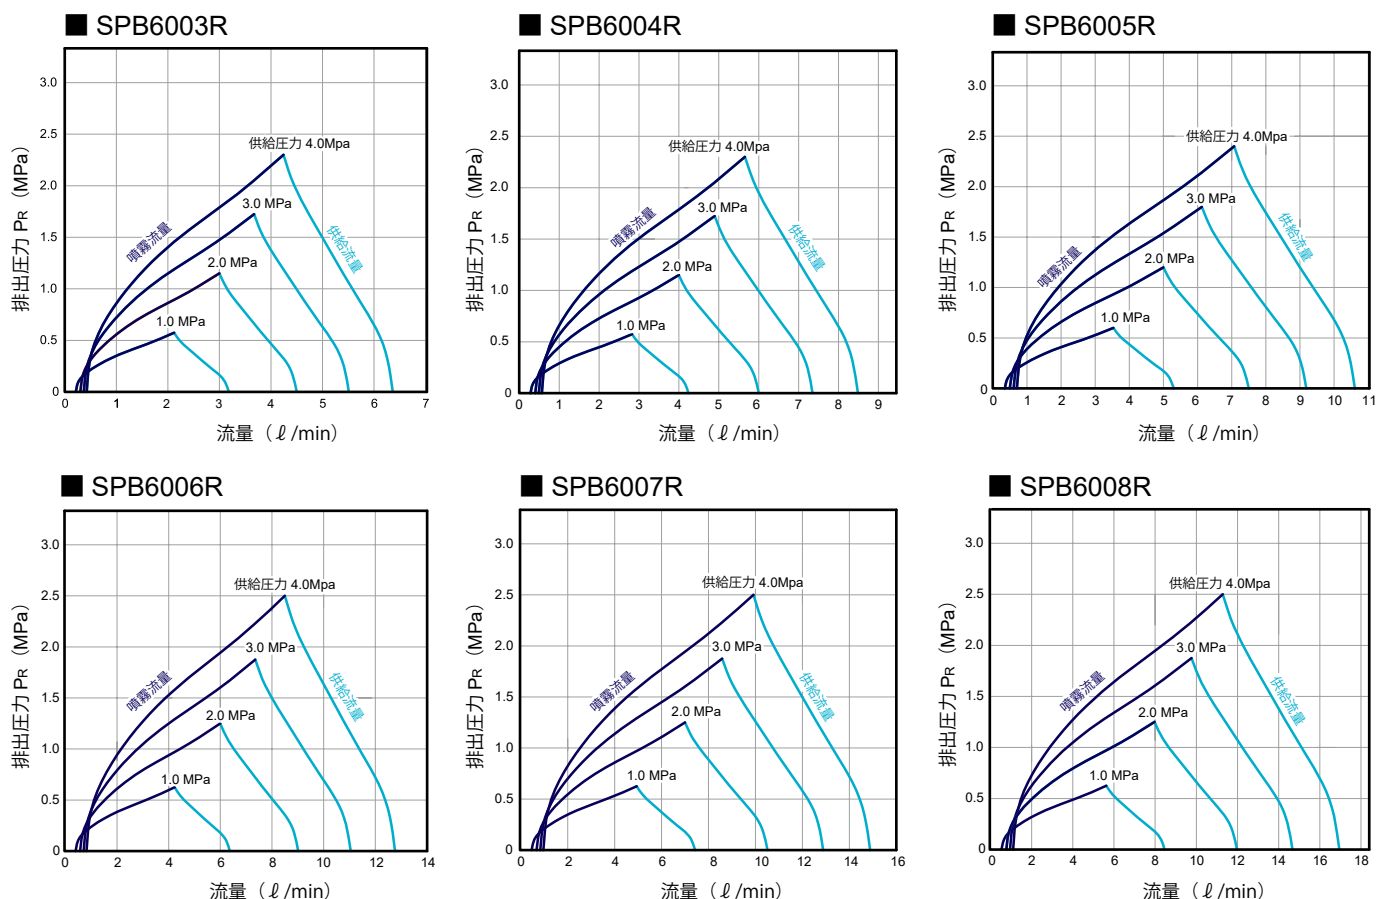 ■ SPB6003R
排出圧力 PR（MPa）
3.0
2.5
2.0
1.5
1.0
0.5
0
供給圧力 4.0Mpa
3.0 MPa
2.0 MPa
1.0 MPa
噴霧流量
供給流量
0 1 2 3 4 5 6 7
流量（ℓ/min）
■ SPB6004R
排出圧力 PR（MPa）
3.0
2.5
2.0
1.5
1.0
0.5
0
供給圧力 4.0Mpa
3.0 MPa
2.0 MPa
1.0 MPa
噴霧流量
供給流量
0 1 2 3 4 5 6 7 8 9
流量（ℓ/min）
■ SPB6005R
排出圧力 PR（MPa）
3.0
2.5
2.0
1.5
1.0
0.5
0
供給圧力 4.0Mpa
3.0 MPa
2.0 MPa
1.0 MPa
噴霧流量
供給流量
0 1 2 3 4 5 6 7 8 9 10 11
流量（ℓ/min）
■ SPB6006R
排出圧力 PR（MPa）
3.0
2.5
2.0
1.5
1.0
0.5
0
供給圧力 4.0Mpa
3.0 MPa
2.0 MPa
1.0 MPa
噴霧流量
供給流量
0 2 4 6 8 10 12 14
流量（ℓ/min）
■ SPB6007R
排出圧力 PR（MPa）
3.0
2.5
2.0
1.5
1.0
0.5
0
供給圧力 4.0Mpa
3.0 MPa
2.0 MPa
1.0 MPa
噴霧流量
供給流量
0 2 4 6 8 10 12 14 16
流量（ℓ/min）
■ SPB6008R
排出圧力 PR（MPa）
3.0
2.5
2.0
1.5
1.0
0.5
0
供給圧力 4.0Mpa
3.0 MPa
2.0 MPa
1.0 MPa
噴霧流量
供給流量
0 2 4 6 8 10 12 14 16 18
流量（ℓ/min）